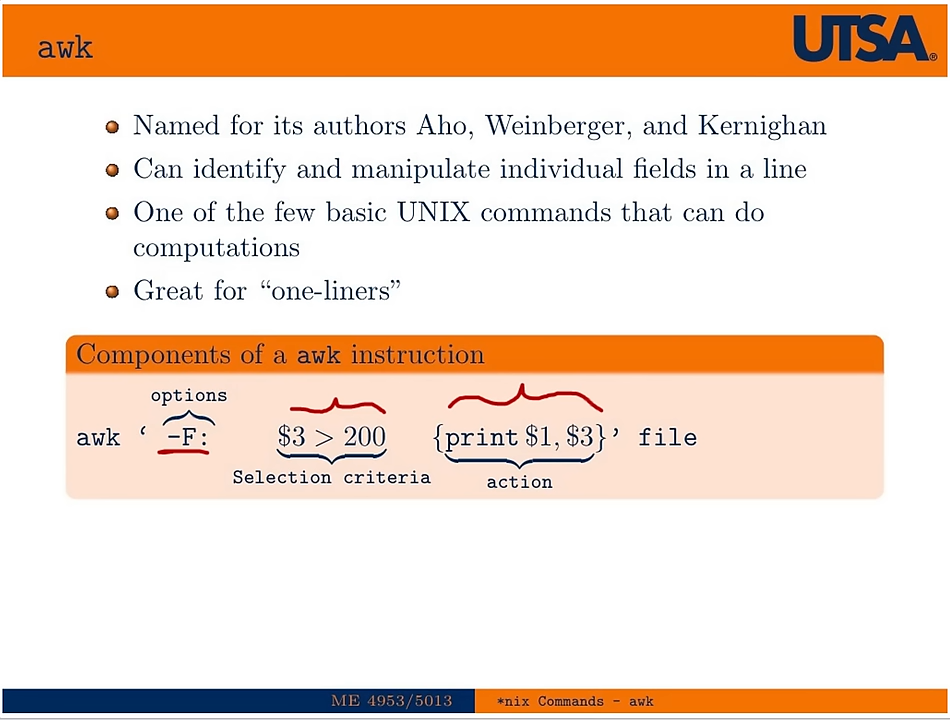 awk
UTSA®
Named for its authors Aho, Weinberger, and Kernighan
Can identify and manipulate individual fields in a line
One of the few basic UNIX commands that can do
computations
Great for “one-liners”
Components of a awk instruction
options
awk ‘ -F: $3 > 200 {print $1, $3}’ file
Selection criteria
action
ME 4953/5013
*nix Commands - awk